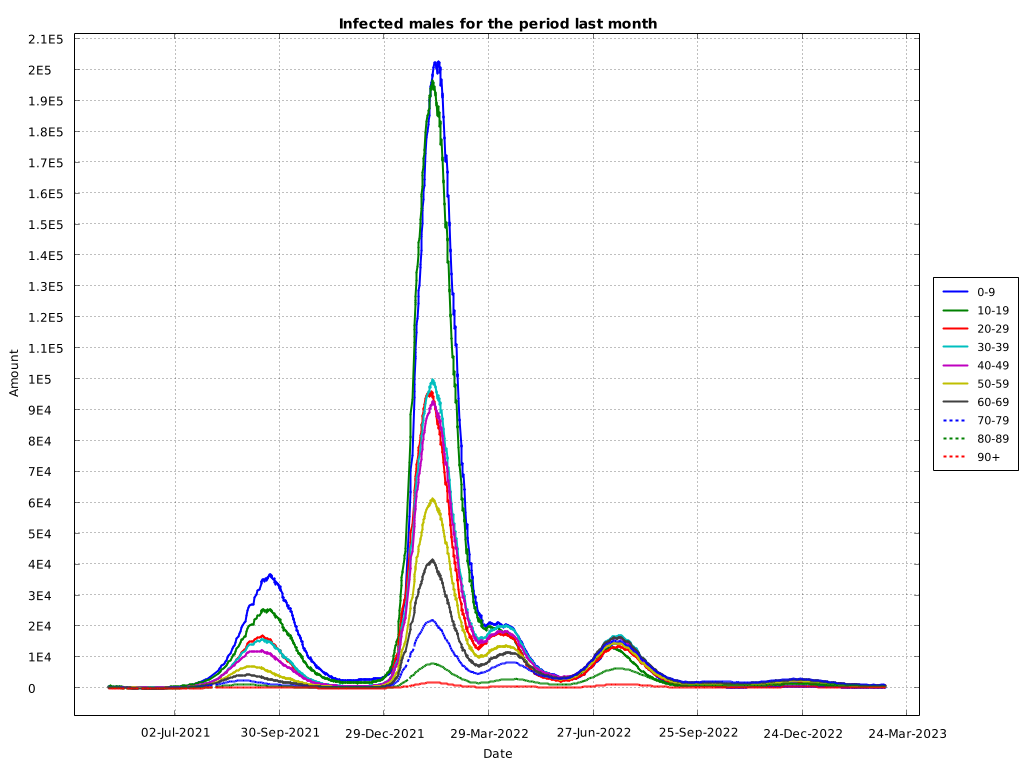 Infected males for the period last month
2.1E5
2E5
1.9E5
1.8E5
1.7E5
1.6E5
1.5E5
1.4E5
1.3E5
1.2E5
1.1E5
1E5
9E4
8E4
7E4
6E4
5E4
4E4
3E4
2E4
1E4
0
Amount
02-Jul-2021 30-Sep-2021 29-Dec-2021 29-Mar-2022 27-Jun-2022 25-Sep-2022 24-Dec-2022 24-Mar-2023
Date
0-9
10-19
20-29
30-39
40-49
50-59
60-69
70-79
80-89
90+